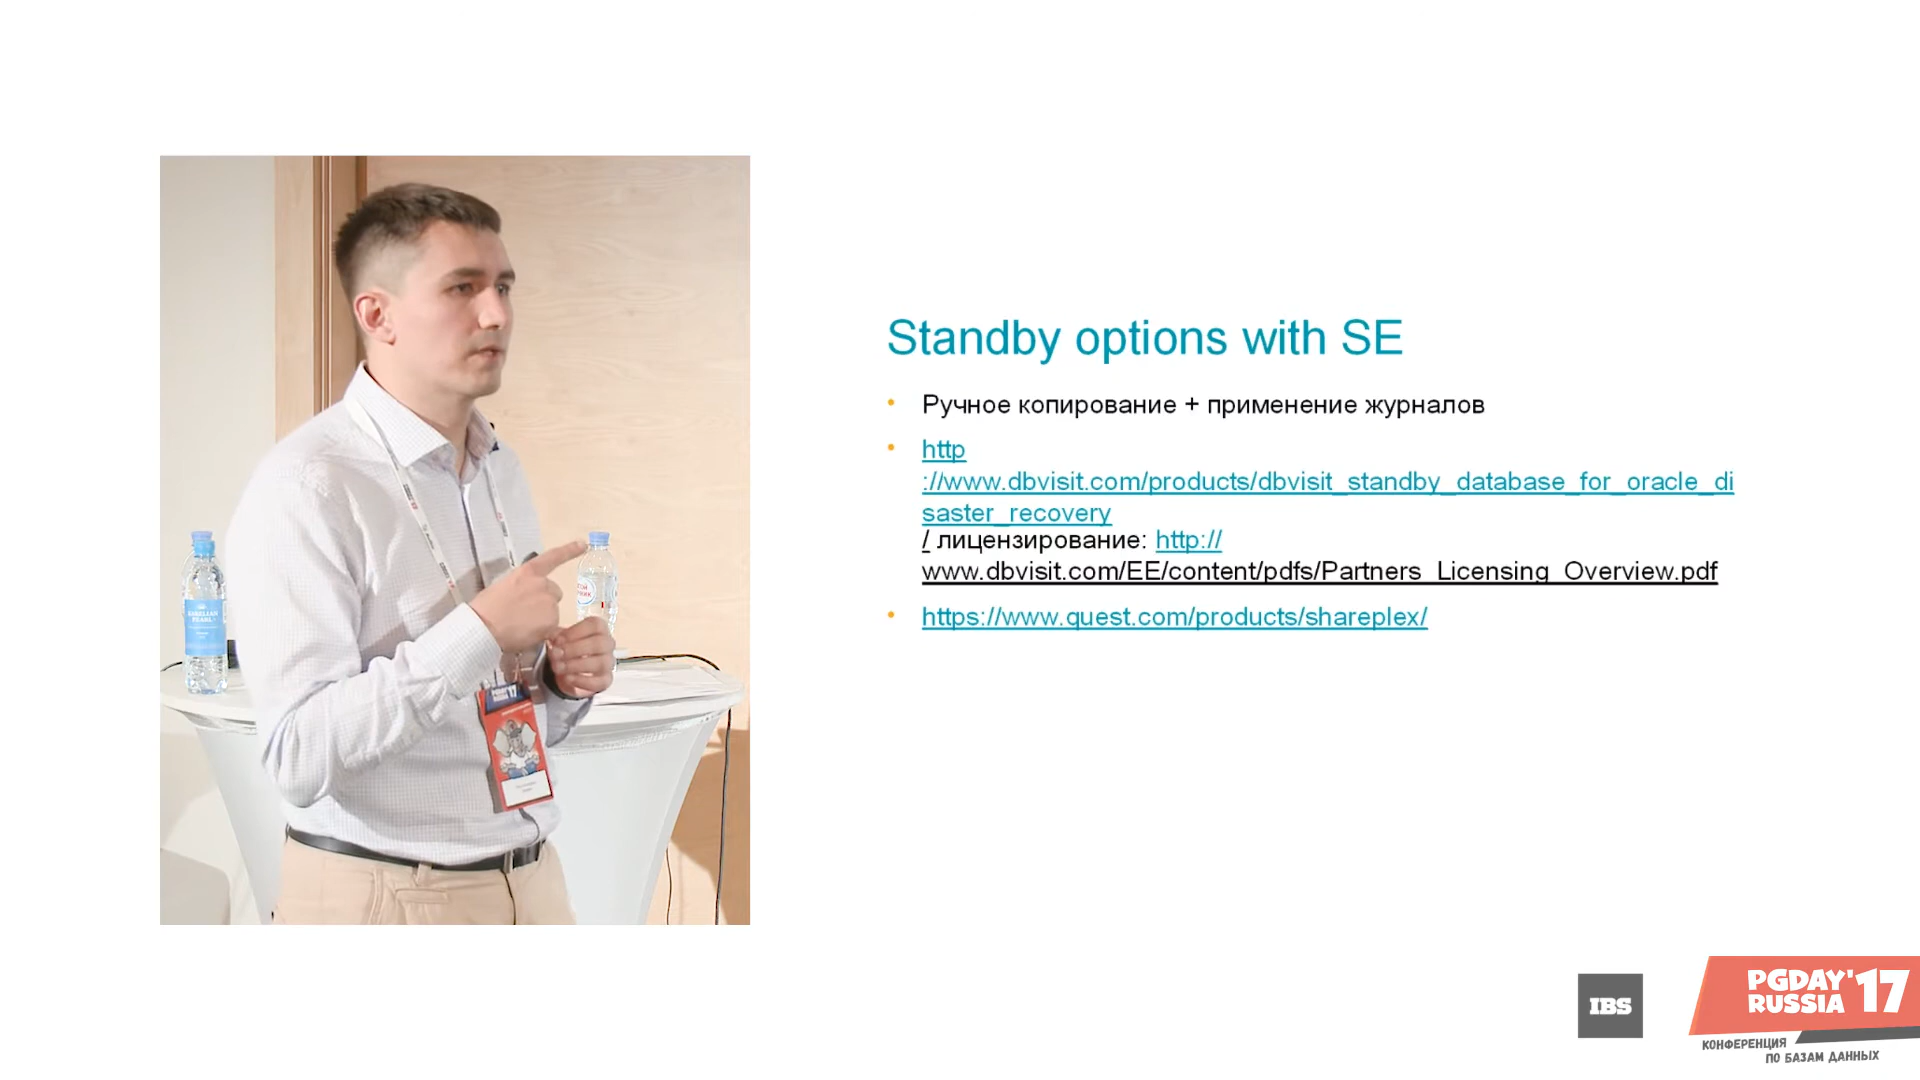 Standby options with SE
• Ручное копирование + применение журналов
• http
://www.dbvisit.com/products/dbvisit_standby_database_for_oracle_di
saster_recovery
/ лицензирование: http://
www.dbvisit.com/EE/content/pdfs/Partners_Licensing_Overview.pdf
• https://www.quest.com/products/shareplex/
IBS
PGDAY'17
RUSSIA
КОНФЕРЕНЦИЯ
ПО БАЗАМ ДАННЫХ